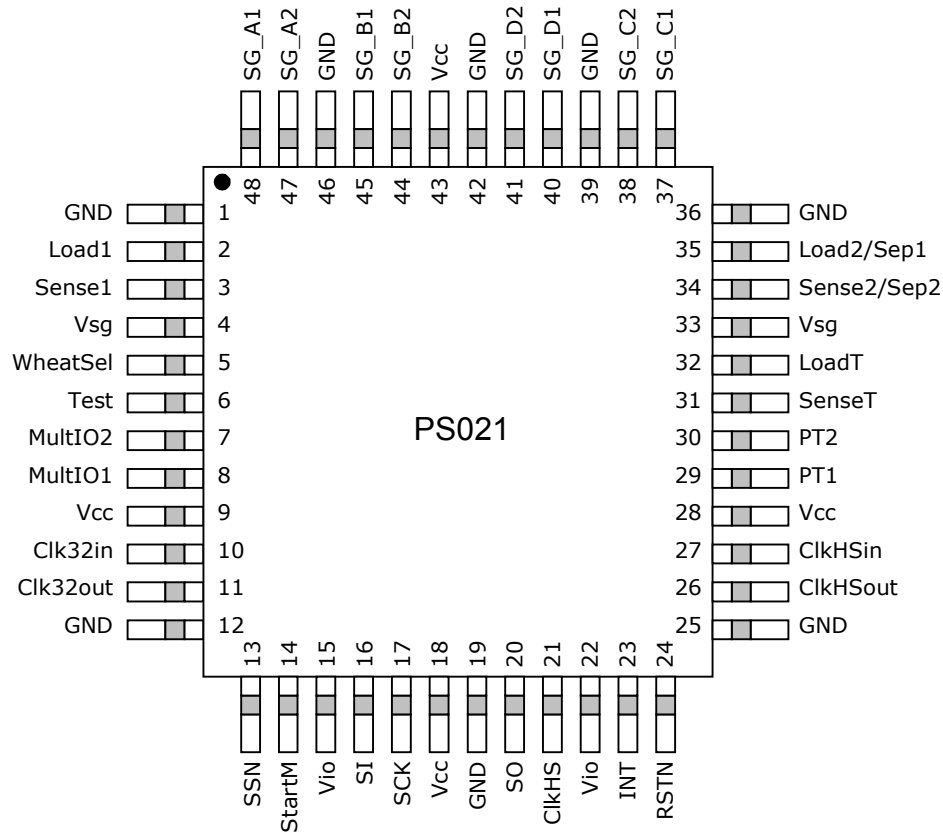 SG_A1 SG_A2 GND SG_B1 SG_B2 Vcc GND SG_D2 SG_D1 GND SG_C2 SG_C1
48 47 46 45 44 43 42 41 40 39 38 37
GND 1 36 GND
Load1 2 35 Load2/Sep1
Sense1 3 34 Sense2/Sep2
Vsg 4 33 Vsg
WheatSel 5 32 LoadT
Test 6 31 SenseT
PS021
MultIO2 7 30 PT2
MultIO1 8 29 PT1
Vcc 9 28 Vcc
Clk32in 10 27 ClkHSin
Clk32out 11 26 ClkHSout
GND 12 25 GND
13 14 15 16 17 18 19 20 21 22 23 24
SSN StartM Vio SI SCK Vcc GND SO ClkHS Vio INT RSTN